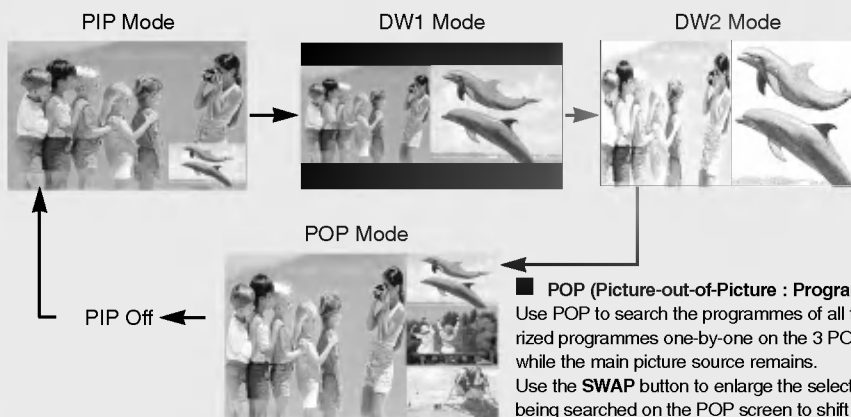 PIP Mode
DW1 Mode
DW2 Mode
POP Mode
PIP Off
■ POP (Picture-out-of-Picture : Progra
Use POP to search the programmes of all
rized programmes one-by-one on the 3 PO
while the main picture source remains.
Use the SWAP button to enlarge the select
being searched on the POP screen to shift